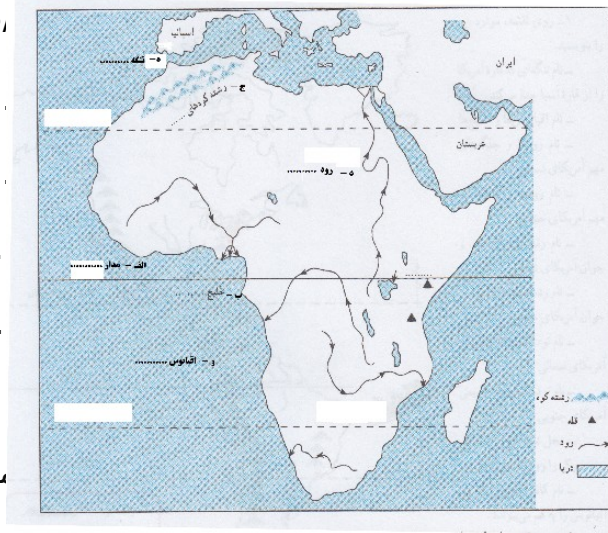 اسپانیا
ه – تنگه ..........
ایران
ج – رشته کوه‌های ......
عربستان
د – رود ..........
الف – مدار ..........
..........
ب – خلیج ..........
و – اقیانوس ..............
رشته کوه
قله
رود
دریا